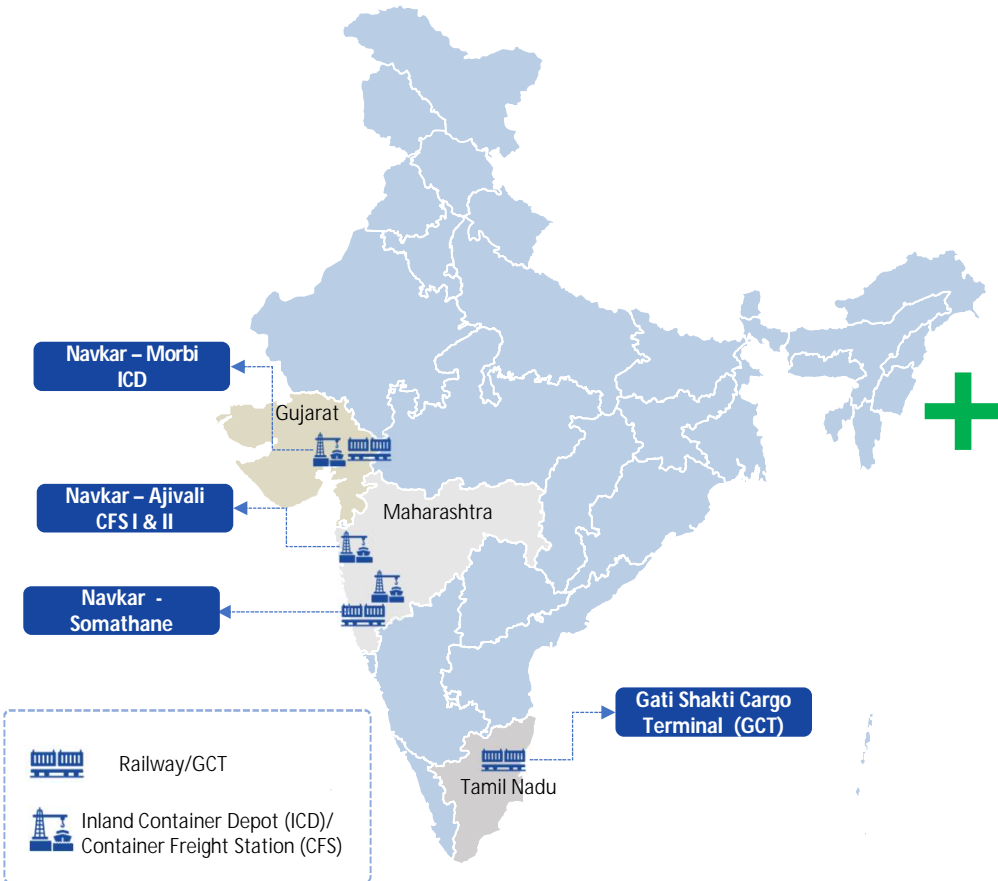 Navkar – Morbi
ICD
Gujarat
Navkar – Ajivali
CFS I & II
Maharashtra
Navkar -
Somathane
Gati Shakti Cargo
Terminal (GCT)
Tamil Nadu
Railway/GCT
Inland Container Depot (ICD)/
Container Freight Station (CFS)